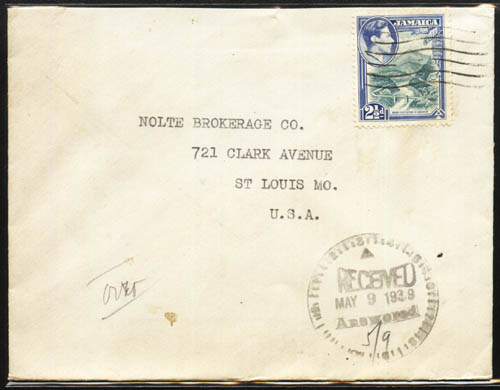 JAMAICA
2½d
NOLTE BROKERAGE CO.
721 CLARK AVENUE
ST LOUIS MO.
U.S.A.
RECEIVED
MAY 9 1939
Answered
5/9
over